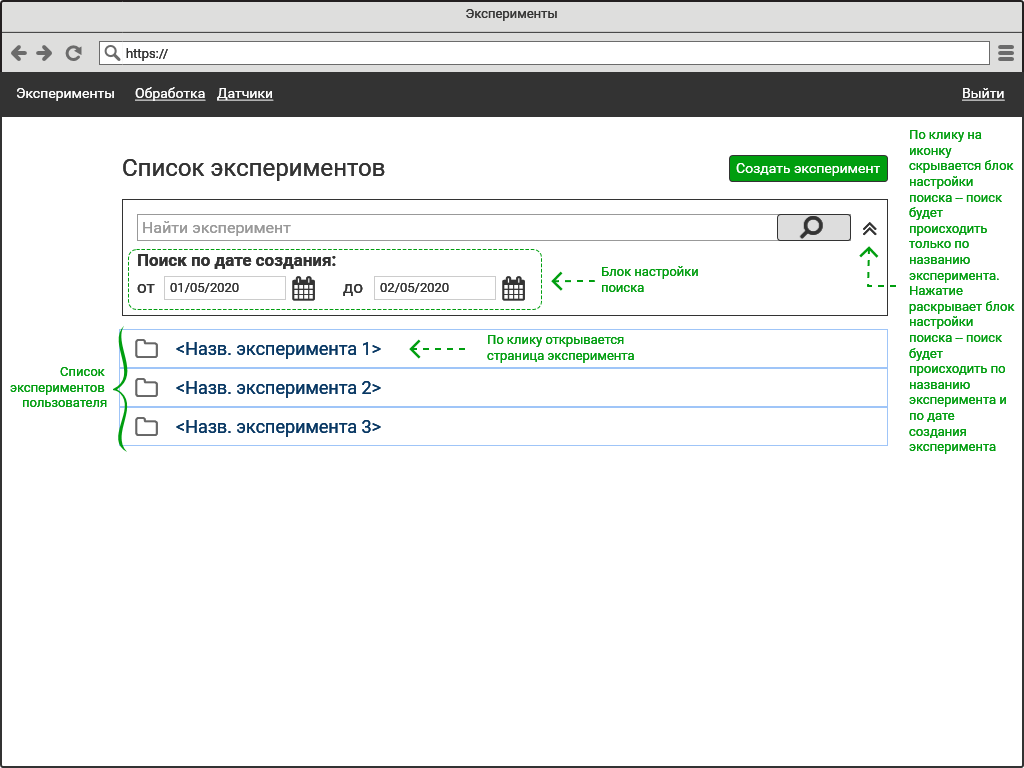 Эксперименты
https://
Эксперименты Обработка Датчики Выйти
Список экспериментов
Создать эксперимент
Найти эксперимент
Поиск по дате создания:
от 01/05/2020 до 02/05/2020
Блок настройки
поиска
<Назв. эксперимента 1>
По клику открывается
страница эксперимента
<Назв. эксперимента 2>
<Назв. эксперимента 3>
Список
экспериментов
пользователя
По клику на
иконку
скрывается блок
настройки
поиска – поиск
будет
происходить
только по
названию
эксперимента.
Нажатие
раскрывает блок
настройки
поиска – поиск
будет
происходить по
названию
эксперимента и
по дате
создания
эксперимента